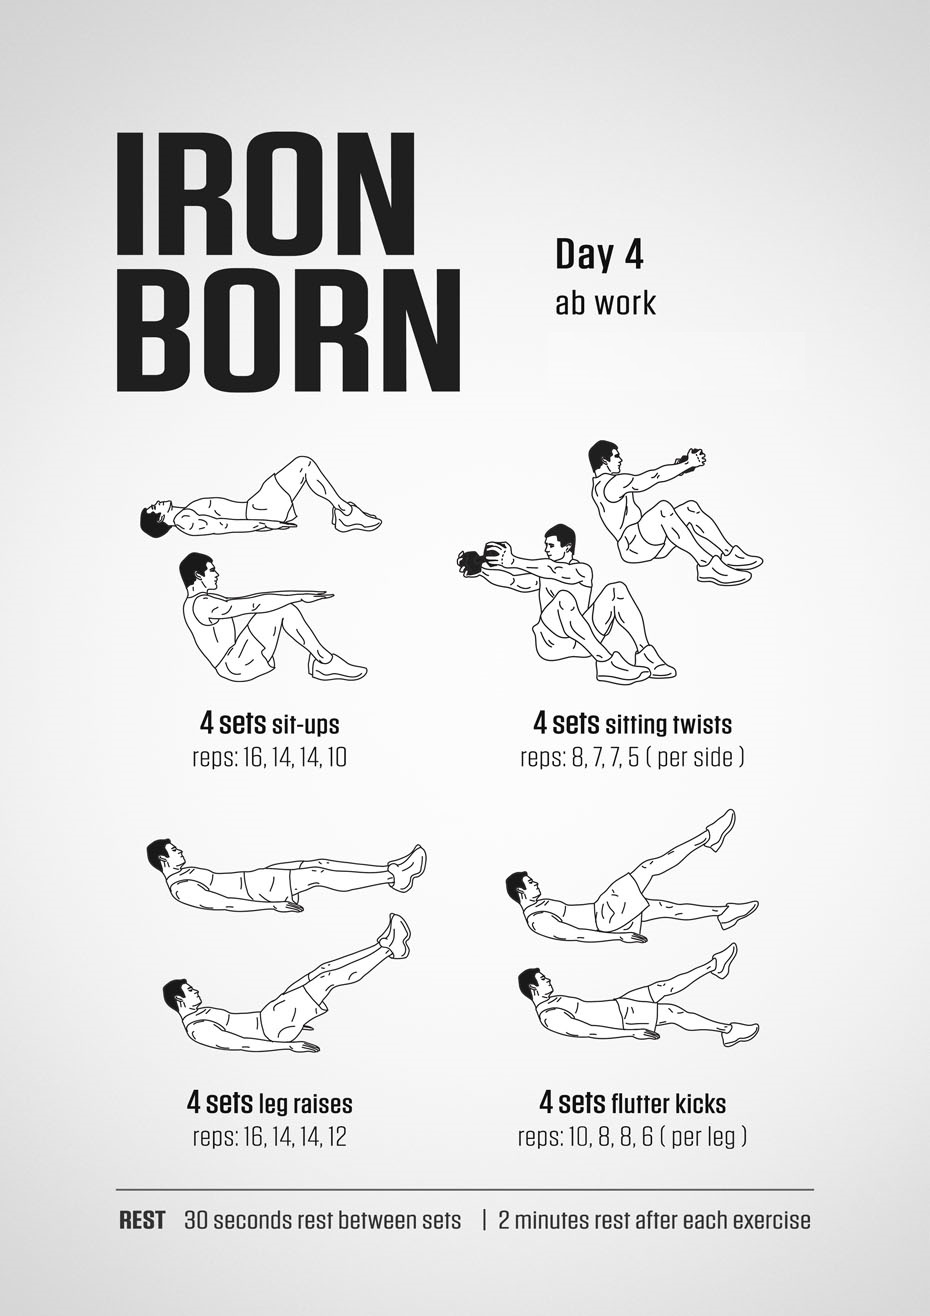 IRON
BORN
Day 4
ab work
4 sets sit-ups
reps: 16, 14, 14, 10
4 sets sitting twists
reps: 8, 7, 7, 5 ( per side )
4 sets leg raises
reps: 16, 14, 14, 12
4 sets flutter kicks
reps: 10, 8, 8, 6 ( per leg )
REST 30 seconds rest between sets | 2 minutes rest after each exercise